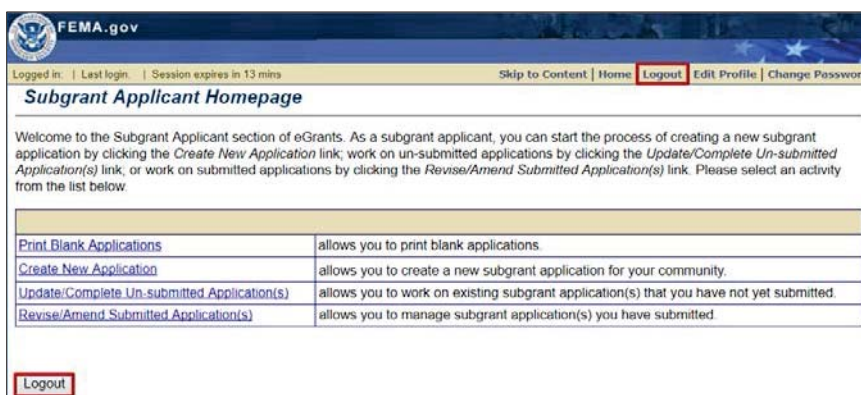 FEMA.gov
Logged in: | Last login. | Session expires in 13 mins
Skip to Content | Home | Logout | Edit Profile | Change Passwor
Subgrant Applicant Homepage
Welcome to the Subgrant Applicant section of eGrants. As a subgrant applicant, you can start the process of creating a new subgrant
application by clicking the Create New Application link; work on un-submitted applications by clicking the Update/Complete Un-submitted
Application(s) link; or work on submitted applications by clicking the Revise/Amend Submitted Application(s) link. Please select an activity
from the list below.
Print Blank Applications allows you to print blank applications.
Create New Application allows you to create a new subgrant application for your community.
Update/Complete Un-submitted Application(s) allows you to work on existing subgrant application(s) that you have not yet submitted.
Revise/Amend Submitted Application(s) allows you to manage subgrant application(s) you have submitted.
Logout